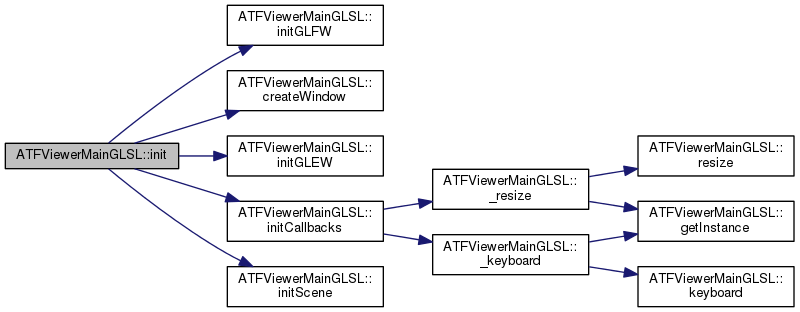 ATFViewerMainGLSL::init
ATFViewerMainGLSL::
initGLFW
ATFViewerMainGLSL::
createWindow
ATFViewerMainGLSL::
initGLEW
ATFViewerMainGLSL::
initCallbacks
ATFViewerMainGLSL::
initScene
ATFViewerMainGLSL::
_resize
ATFViewerMainGLSL::
_keyboard
ATFViewerMainGLSL::
resize
ATFViewerMainGLSL::
getInstance
ATFViewerMainGLSL::
keyboard